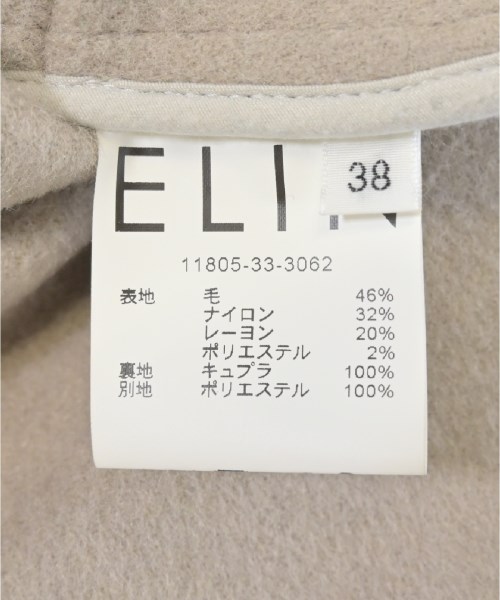 ELIN
38
11805-33-3062
表地 毛 46%
ナイロン 32%
レーヨン 20%
ポリエステル 2%
裏地 キュプラ 100%
別地 ポリエステル 100%